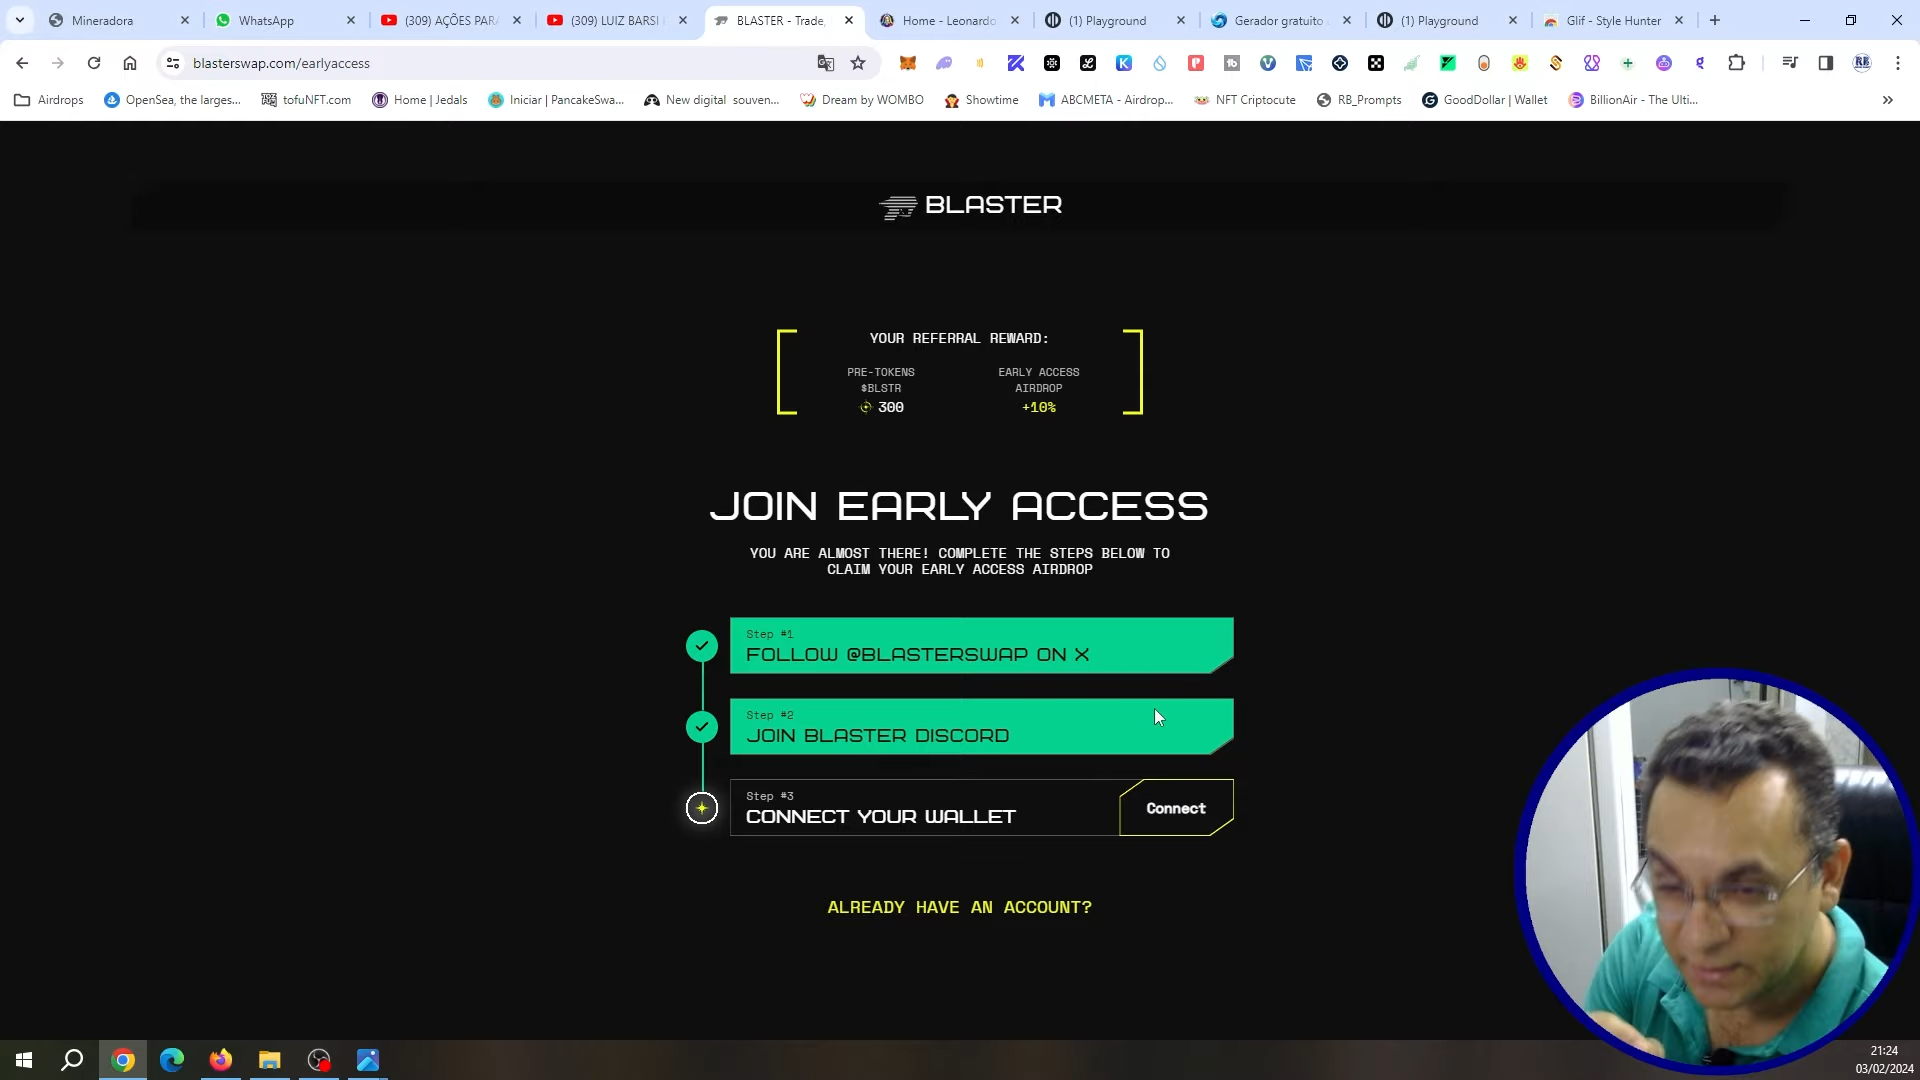 Mineradora
WhatsApp
(309) AÇÕES PARA
(309) LUIZ BARSI
BLASTER - Trade,
Home - Leonardo
(1) Playground
Gerador gratuito
(1) Playground
Glif - Style Hunter
blasterswap.com/earlyaccess
Airdrops
OpenSea, the larges...
tofuNFT.com
Home | Jedals
Iniciar | PancakeSwa...
New digital souven...
Dream by WOMBO
Showtime
ABCMETA - Airdrop...
NFT Criptocute
RB_Prompts
GoodDollar | Wallet
BillionAir - The Ulti...
BLASTER
YOUR REFERRAL REWARD:
PRE-TOKENS
$BLSTR
300
EARLY ACCESS
AIRDROP
+10%
JOIN EARLY ACCESS
YOU ARE ALMOST THERE! COMPLETE THE STEPS BELOW TO
CLAIM YOUR EARLY ACCESS AIRDROP
Step #1
FOLLOW @BLASTERSWAP ON X
Step #2
JOIN BLASTER DISCORD
Step #3
CONNECT YOUR WALLET
Connect
ALREADY HAVE AN ACCOUNT?
21:24
03/02/2024